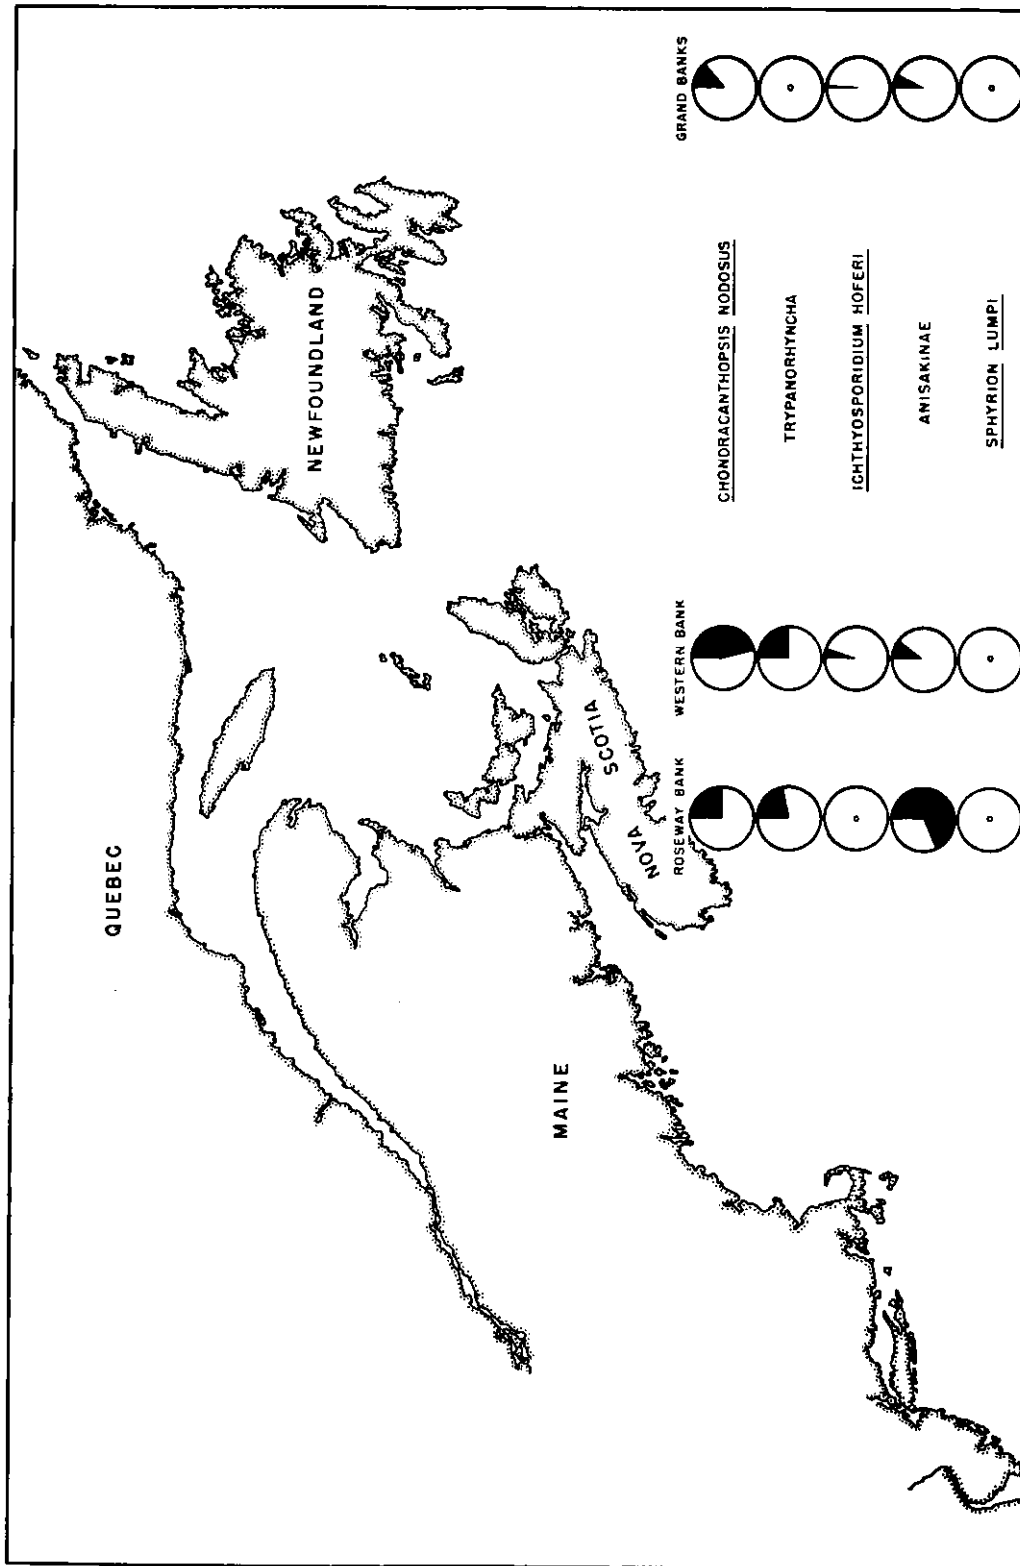 QUEBEC
NEWFOUNDLAND
MAINE
NOVA
SCOTIA
ROSEWAY BANK
WESTERN BANK
GRAND BANKS
CHONDRACANTHOPSIS NODOSUS
TRYPANORHYNCHA
ICHTHYOSPORIDIUM HOFERI
ANISAKINAE
SPHYRION LUMPI